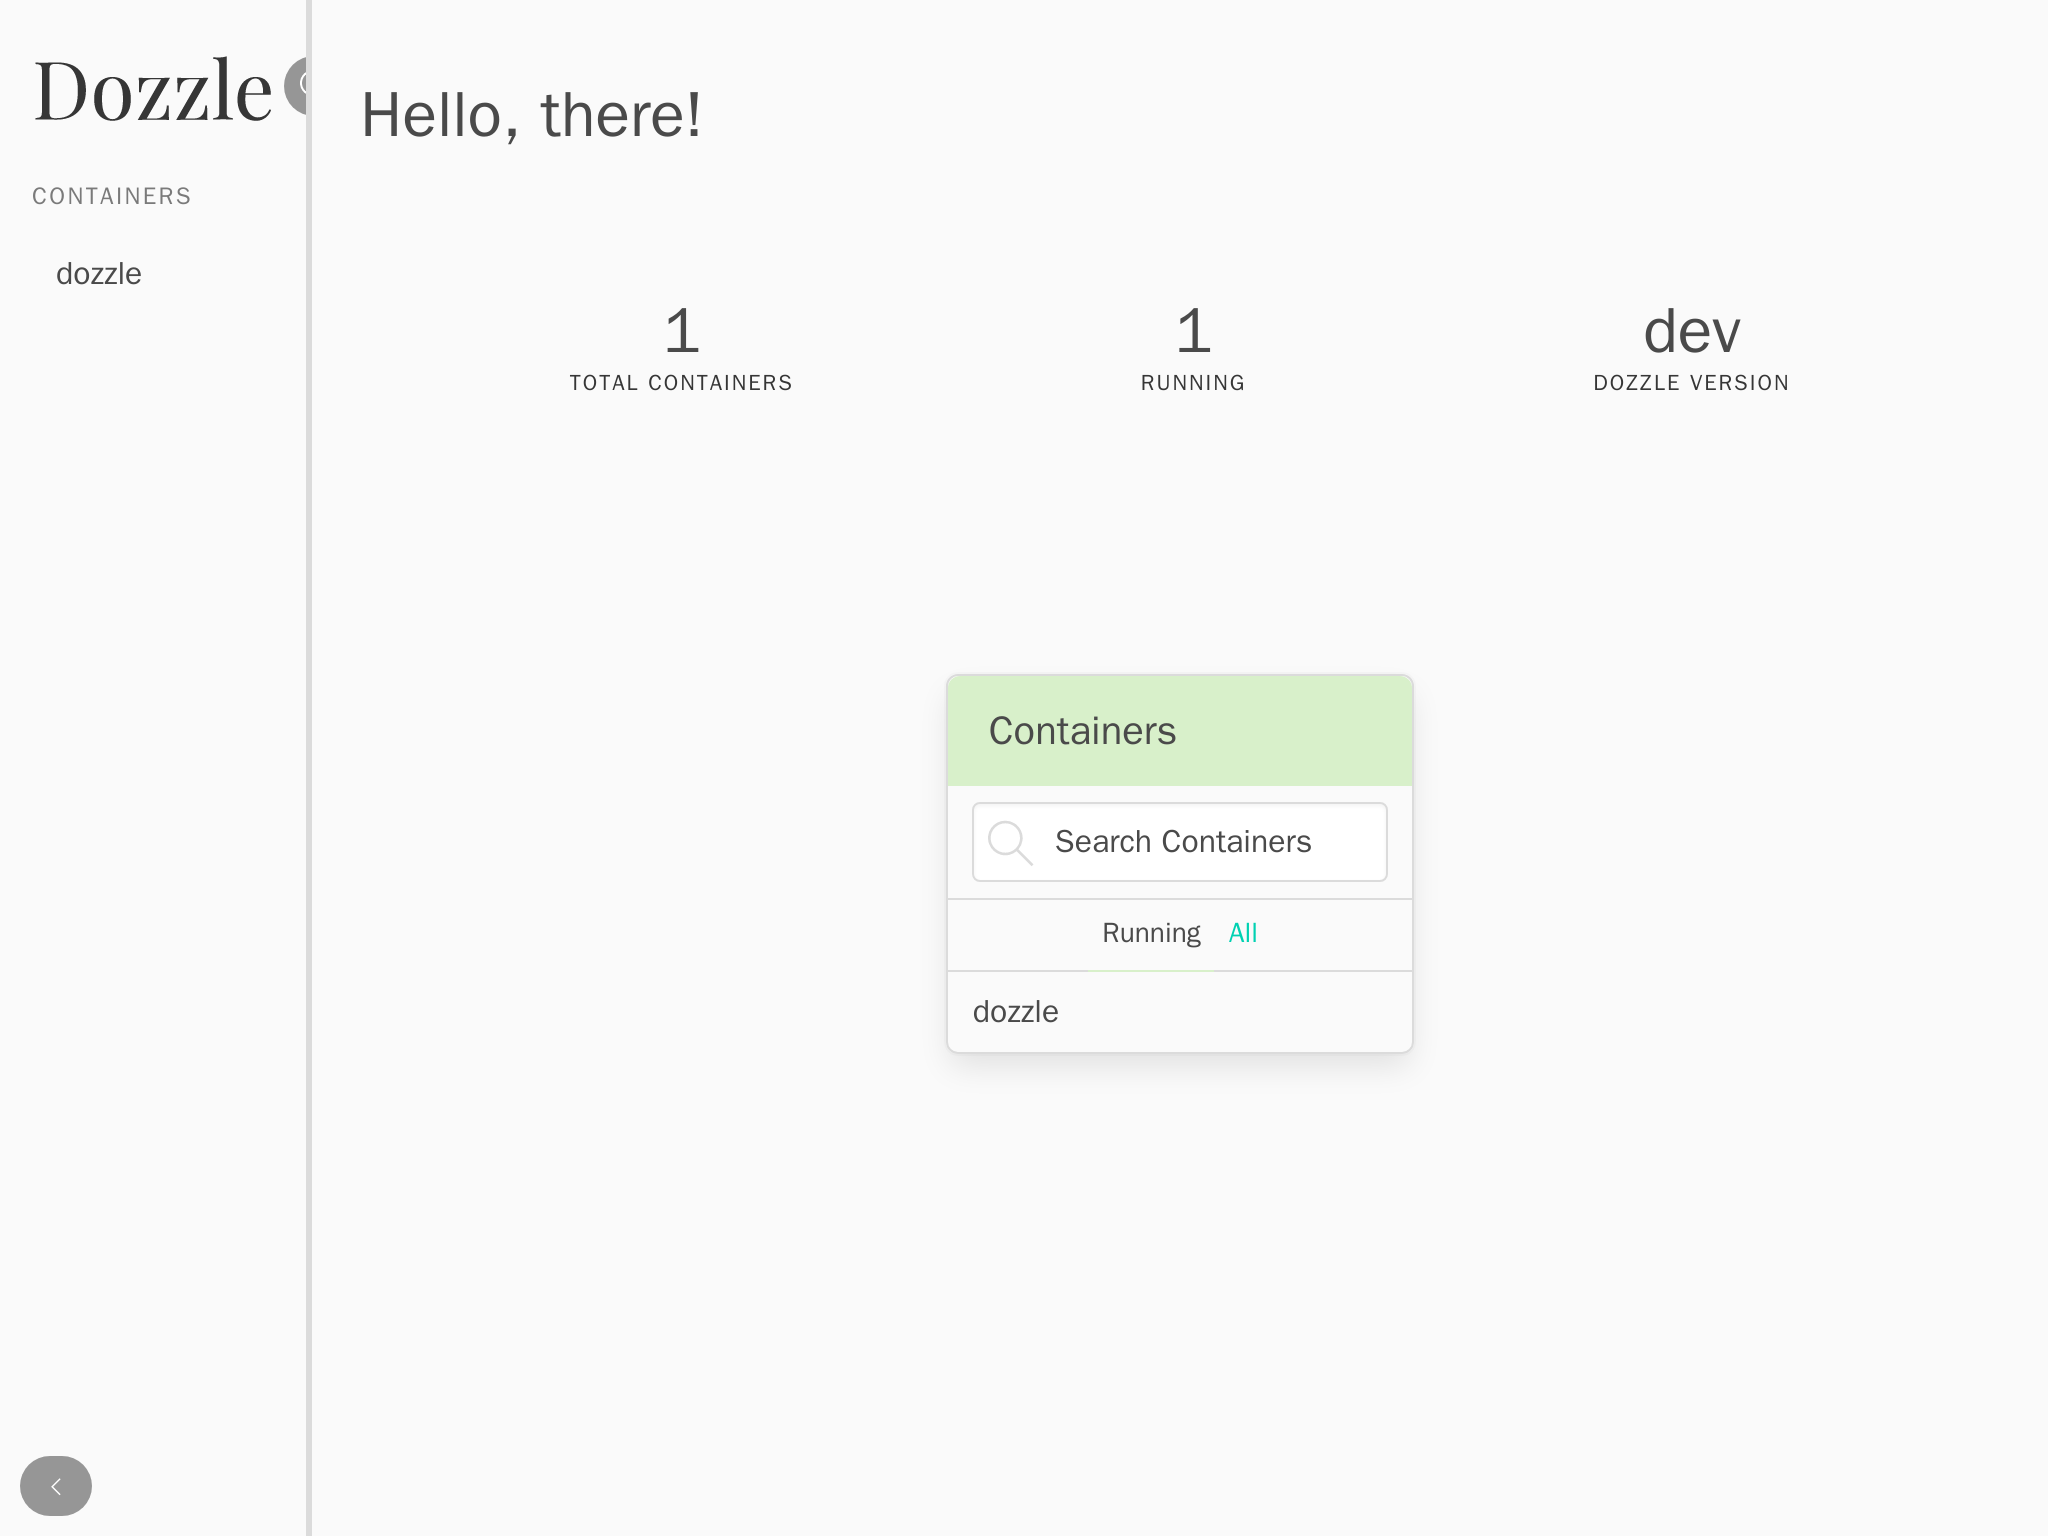 Dozzle
CONTAINERS
dozzle
Hello, there!
1
TOTAL CONTAINERS
1
RUNNING
dev
DOZZLE VERSION
Containers
Search Containers
Running All
dozzle